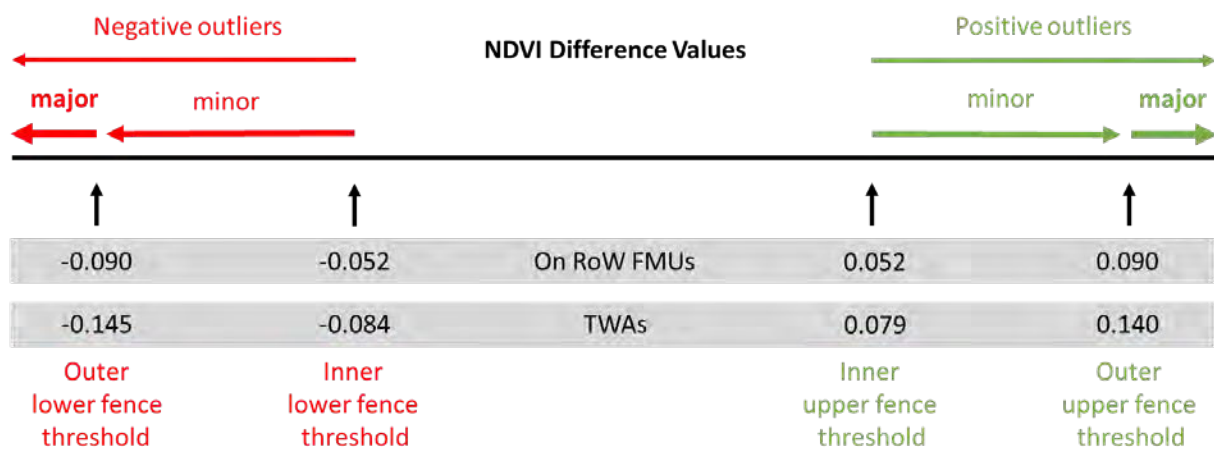 Negative outliers
NDVI Difference Values
Positive outliers
major minor
minor major
-0.090 -0.052 On RoW FMUs 0.052 0.090
-0.145 -0.084 TWAs 0.079 0.140
Outer
lower fence
threshold
Inner
lower fence
threshold
Inner
upper fence
threshold
Outer
upper fence
threshold